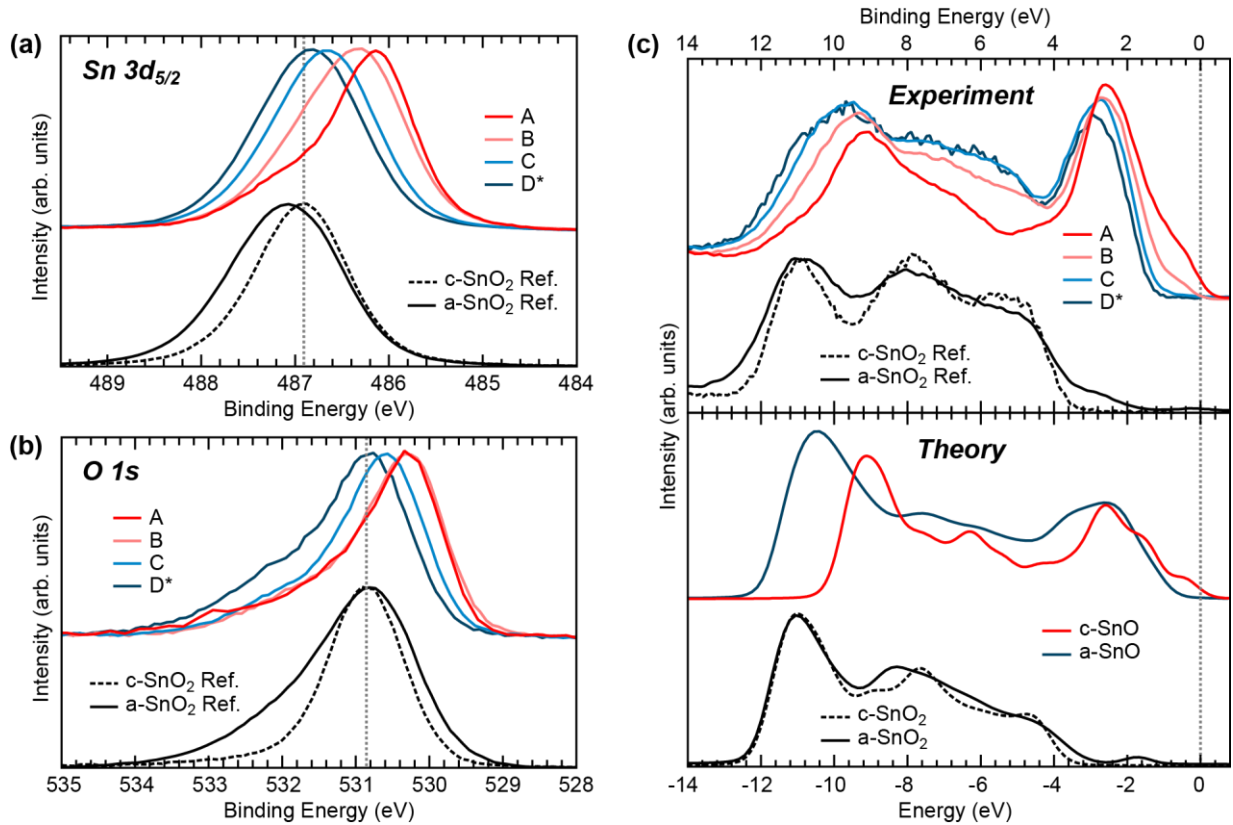 (a)
Sn 3d5/2
A
B
C
D*
c-SnO2 Ref.
a-SnO2 Ref.
Intensity (arb. units)
489 488 487 486 485 484
Binding Energy (eV)
(b)
O 1s
A
B
C
D*
c-SnO2 Ref.
a-SnO2 Ref.
Intensity (arb. units)
535 534 533 532 531 530 529 528
Binding Energy (eV)
(c)
Binding Energy (eV)
14 12 10 8 6 4 2 0
Experiment
A
B
C
D*
c-SnO2 Ref.
a-SnO2 Ref.
Intensity (arb. units)
Theory
c-SnO
a-SnO
c-SnO2
a-SnO2
-14 -12 -10 -8 -6 -4 -2 0
Energy (eV)